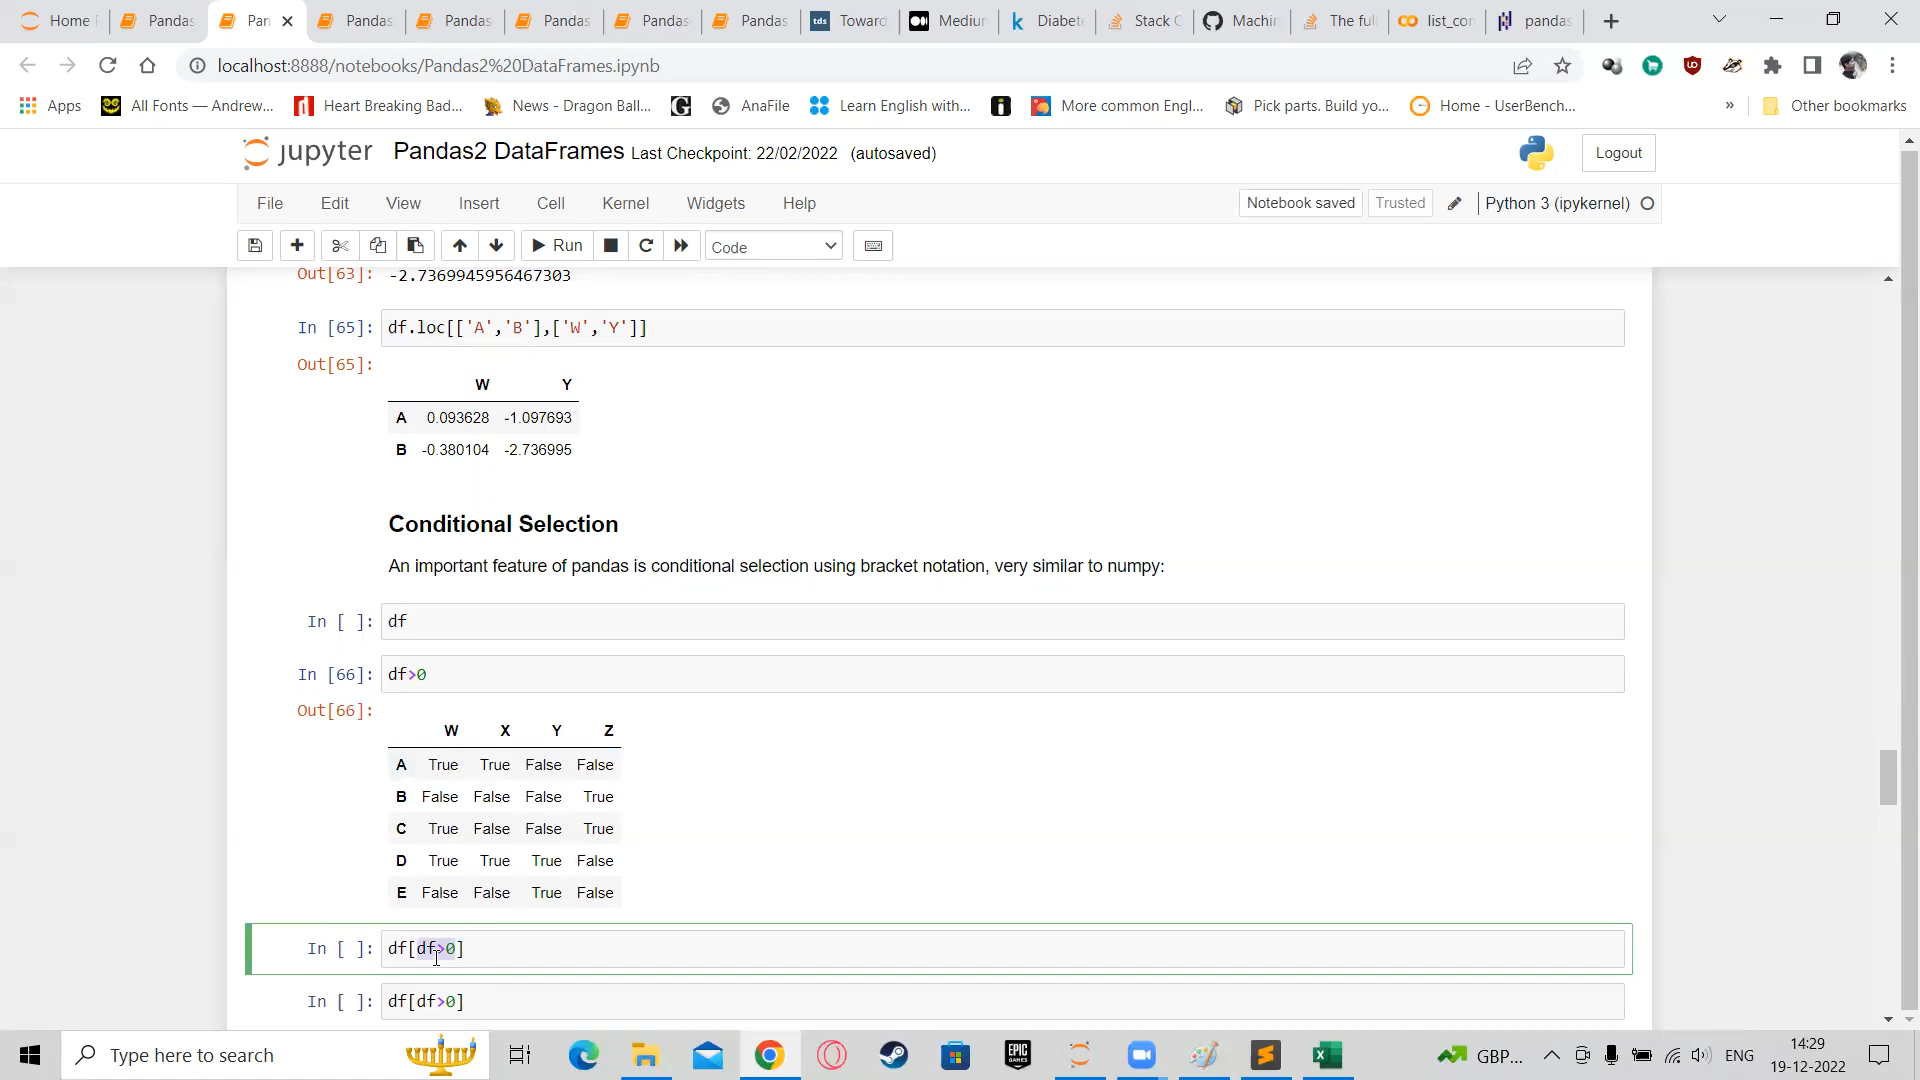 Home
Pandas
Pan
Pandas
Pandas
Pandas
Pandas
Pandas
tds Toward
Medium
k Diabet
Stack
Machin
The ful
list_co
pandas
localhost:8888/notebooks/Pandas2%20DataFrames.ipynb
Apps
All Fonts — Andrew...
Heart Breaking Bad...
News - Dragon Ball...
G
AnaFile
Learn English with...
More common Engl...
Pick parts. Build yo...
Home - UserBench...
»
Other bookmarks
jupyter Pandas2 DataFrames Last Checkpoint: 22/02/2022 (autosaved)
Logout
File Edit View Insert Cell Kernel Widgets Help
Notebook saved Trusted Python 3 (ipykernel)
Run Code
Out[63]: -2.7369945956467303
In [65]: df.loc[['A','B'],['W','Y']]
Out[65]:
W Y
A 0.093628 -1.097693
B -0.380104 -2.736995
Conditional Selection
An important feature of pandas is conditional selection using bracket notation, very similar to numpy:
In [ ]: df
In [66]: df>0
Out[66]:
W X Y Z
A True True False False
B False False False True
C True False False True
D True True True False
E False False True False
In [ ]: df[df>0]
In [ ]: df[df>0]
Type here to search
EPIC GAMES
GBP...
ENG
14:29
19-12-2022